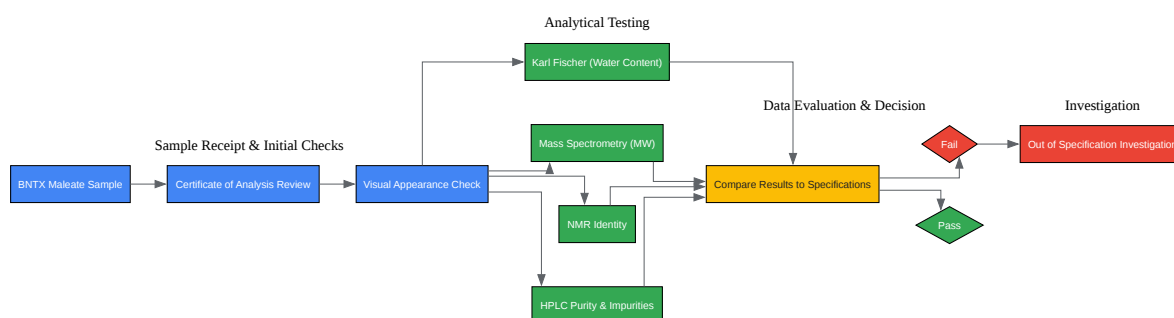 Analytical Testing
Karl Fischer (Water Content)
Data Evaluation & Decision
Investigation
Sample Receipt & Initial Checks
Mass Spectrometry (MW)
Fail
Out of Specification Investigation
BNTX Maleate Sample
Certificate of Analysis Review
Visual Appearance Check
Compare Results to Specifications
NMR Identity
Pass
HPLC Purity & Impurities